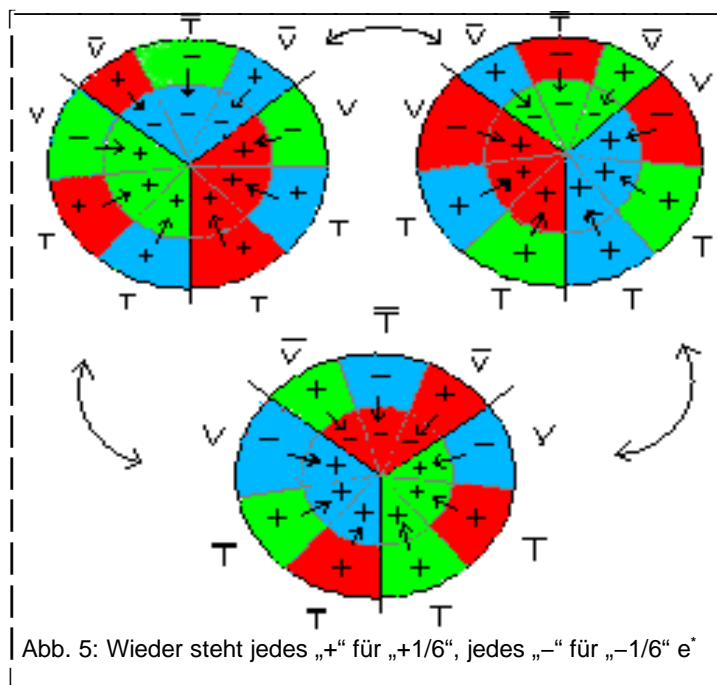 T̅ T̅
V̅ V̅ V̅ V̅
+ − + + − +
− − − − − −
V − + + − V V − + + − V
T + + + + T T + + + + T
+ + + + + + + +
T T T T
T̅
V̅ V̅
+ − +
− − −
V − + + − V
T + + + + T
+ + + +
T T
Abb. 5: Wieder steht jedes „+“ für „+1/6“, jedes „−“ für „−1/6“ e*